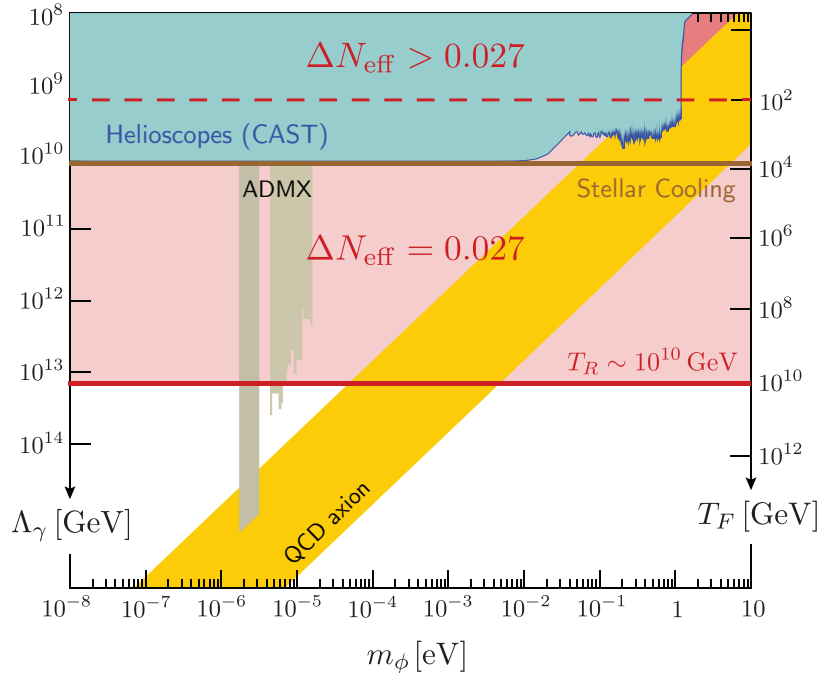 ΔN_eff > 0.027
Helioscopes (CAST)
ADMX
Stellar Cooling
ΔN_eff = 0.027
T_R ∼ 10^10 GeV
QCD axion
10^8
10^9
10^10
10^11
10^12
10^13
10^14
Λ_γ [GeV]
10^2
10^4
10^6
10^8
10^10
10^12
T_F [GeV]
10^−8 10^−7 10^−6 10^−5 10^−4 10^−3 10^−2 10^−1 1 10
m_ϕ [eV]